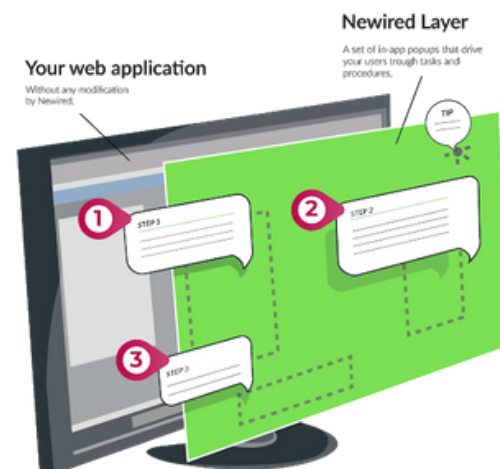 Newired Layer
A set of in-app popups that drive
your users trough tasks and
procedures.
Your web application
Without any modification
by Newired.
TIP
1
STEP 1
2
STEP 2
3
STEP 3